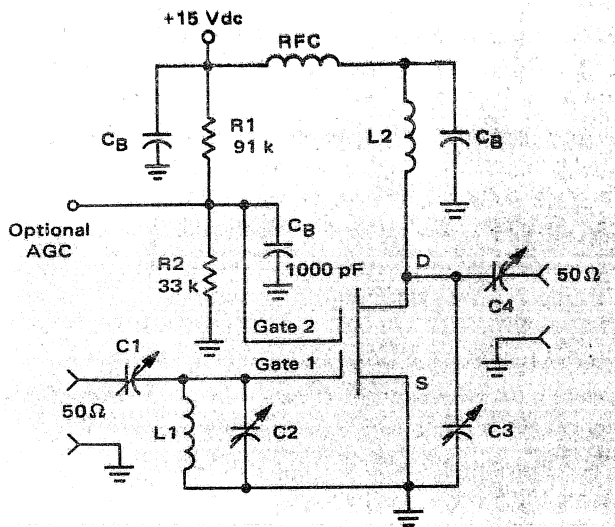 +15 Vdc
RFC
CB
R1
91 k
L2
CB
Optional
AGC
CB
1000 pF
R2
33 k
D
50Ω
C4
Gate 2
C1
Gate 1
S
50Ω
L1
C2
C3